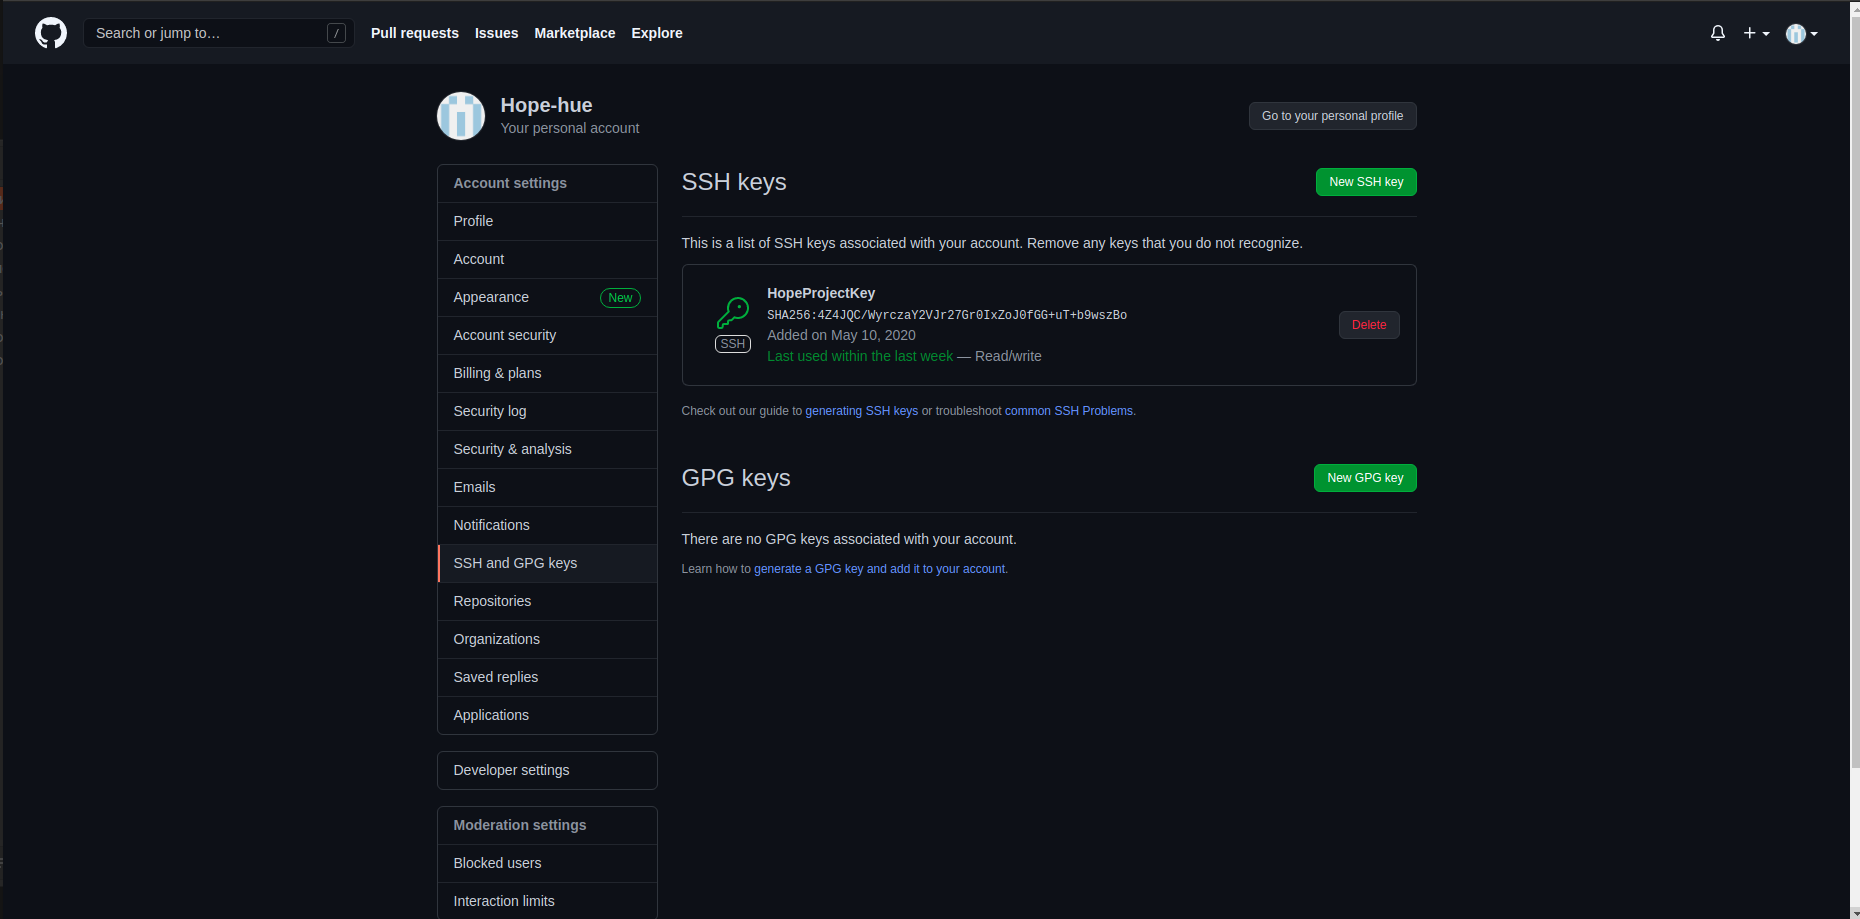 Search or jump to…
/
Pull requests
Issues
Marketplace
Explore
Hope-hue
Your personal account
Go to your personal profile
Account settings
Profile
Account
Appearance
New
Account security
Billing & plans
Security log
Security & analysis
Emails
Notifications
SSH and GPG keys
Repositories
Organizations
Saved replies
Applications
Developer settings
Moderation settings
Blocked users
Interaction limits
SSH keys
New SSH key
This is a list of SSH keys associated with your account. Remove any keys that you do not recognize.
SSH
HopeProjectKey
SHA256:4Z4JQC/WyrczaY2VJr27Gr0IxZoJ0fGG+uT+b9wszBo
Added on May 10, 2020
Last used within the last week — Read/write
Delete
Check out our guide to generating SSH keys or troubleshoot common SSH Problems.
GPG keys
New GPG key
There are no GPG keys associated with your account.
Learn how to generate a GPG key and add it to your account.